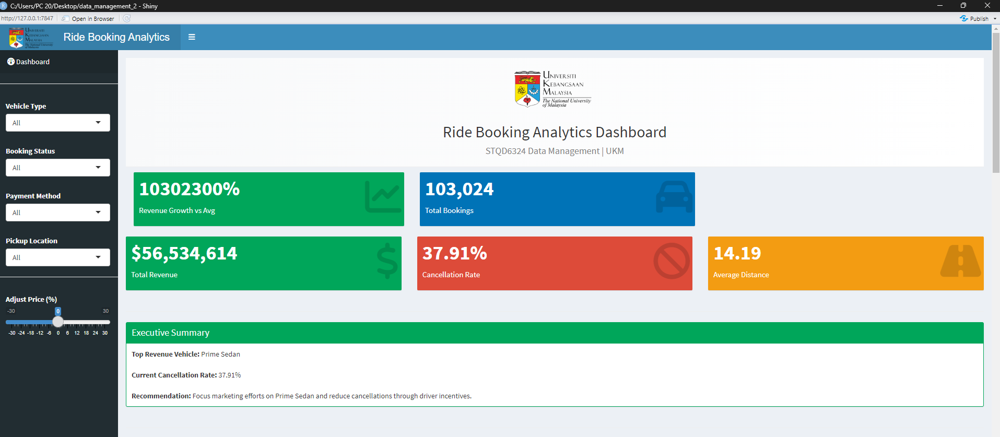 C:/Users/PC 20/Desktop/data_management_2 - Shiny
http://127.0.0.1:7847 Open in Browser Publish
UNIVERSITI
KEBANGSAAN
MALAYSIA
The National University
of Malaysia
Ride Booking Analytics
Dashboard
Vehicle Type
All
Booking Status
All
Payment Method
All
Pickup Location
All
Adjust Price (%)
-30 0 30
-30 -24 -18 -12 -6 0 6 12 18 24 30
UNIVERSITI
KEBANGSAAN
MALAYSIA
The National University
of Malaysia
Ride Booking Analytics Dashboard
STQD6324 Data Management | UKM
10302300%
Revenue Growth vs Avg
103,024
Total Bookings
$56,534,614
Total Revenue
37.91%
Cancellation Rate
14.19
Average Distance
Executive Summary
Top Revenue Vehicle: Prime Sedan
Current Cancellation Rate: 37.91%
Recommendation: Focus marketing efforts on Prime Sedan and reduce cancellations through driver incentives.